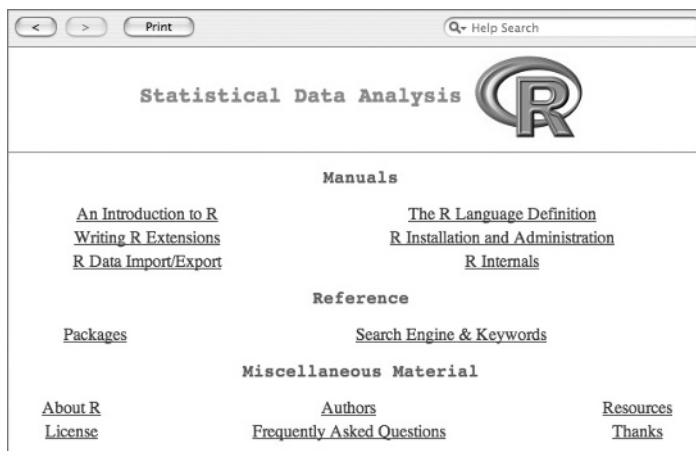 < > Print Help Search
Statistical Data Analysis R
Manuals
An Introduction to R The R Language Definition
Writing R Extensions R Installation and Administration
R Data Import/Export R Internals
Reference
Packages Search Engine & Keywords
Miscellaneous Material
About R Authors Resources
License Frequently Asked Questions Thanks